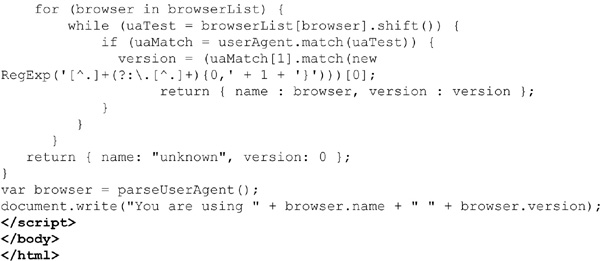 for (browser in browserList) {
while (uaTest = browserList[browser].shift()) {
if (uaMatch = userAgent.match(uaTest)) {
version = (uaMatch[1].match(new
RegExp('[^.]+(?:\.[^.]+){0,' + 1 + '}')))[0];
return { name : browser, version : version };
}
}
}
return { name: "unknown", version: 0 };
}
var browser = parseUserAgent();
document.write("You are using " + browser.name + " " + browser.version);
</script>
</body>
</html>